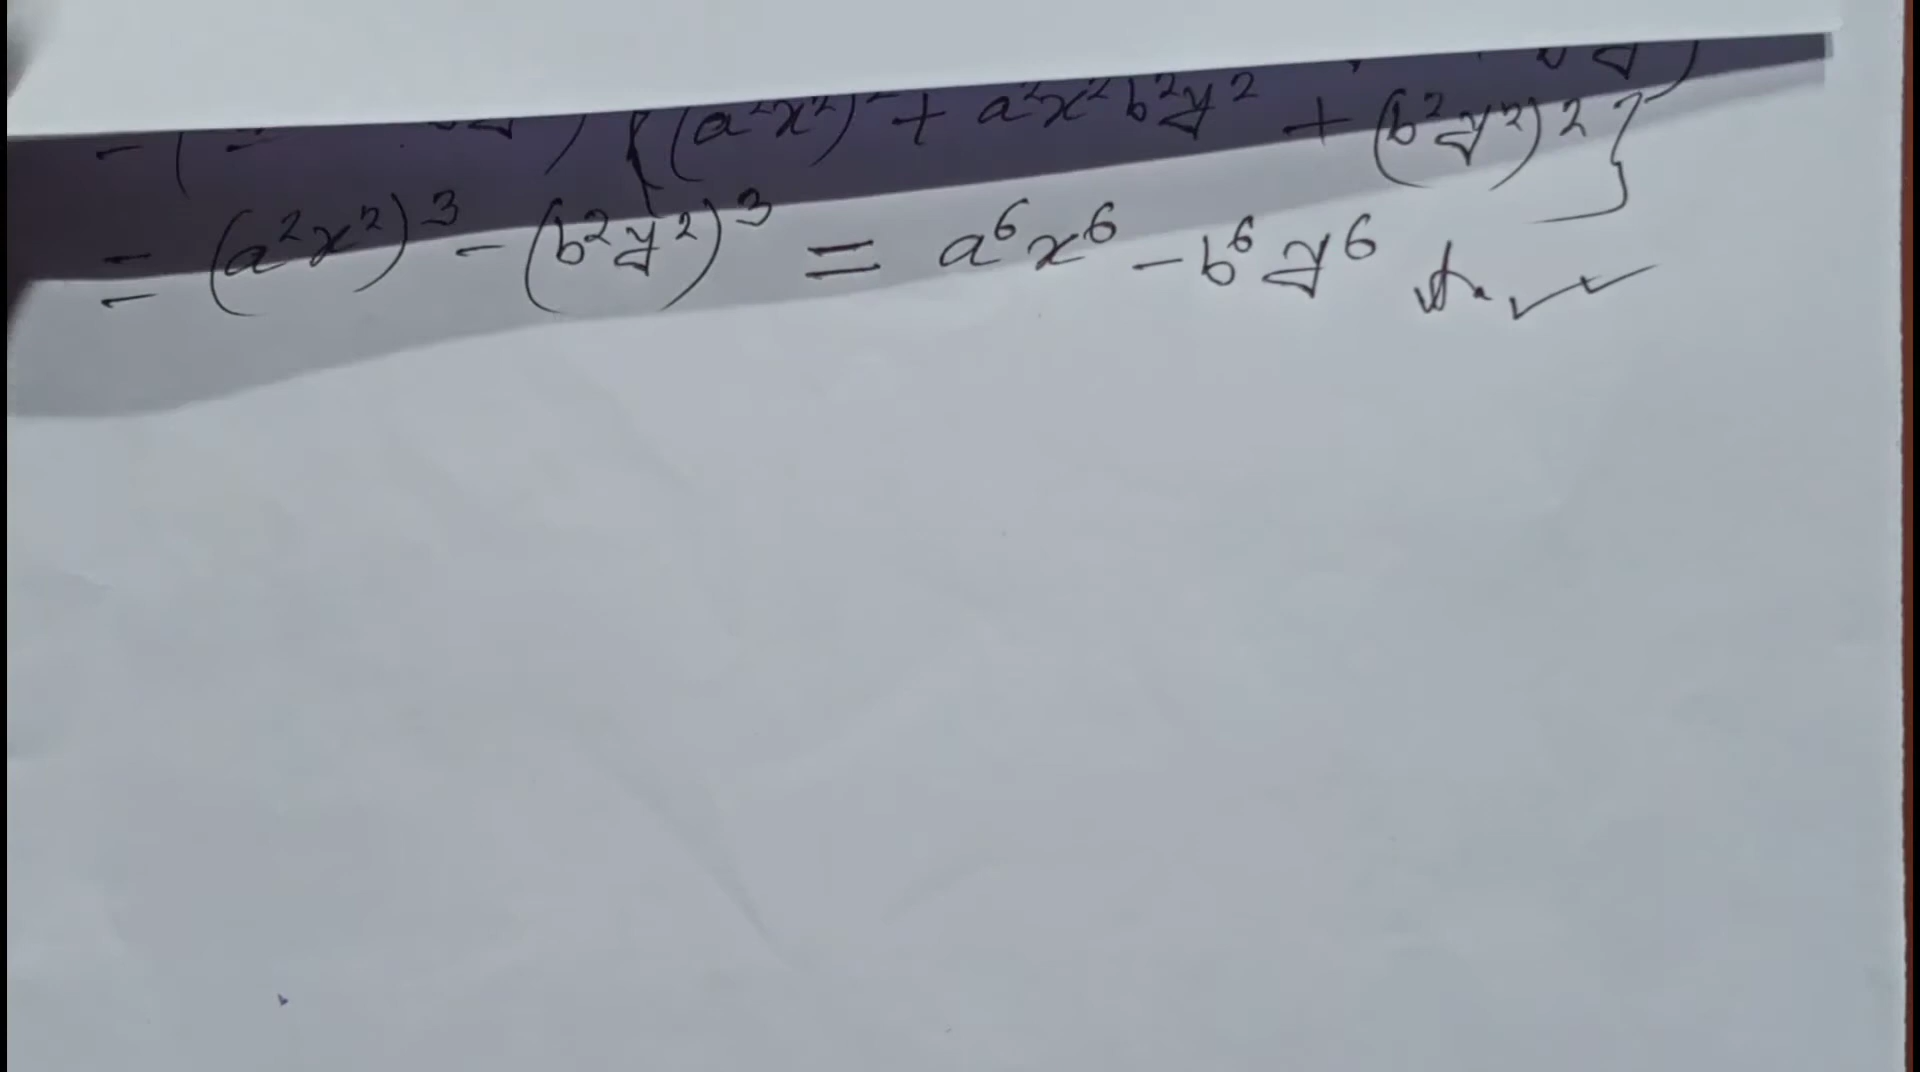 {(a²x²)² + a²x²b²y² + (b²y²)²}
= (a²x²)³ - (b²y²)³ = a⁶x⁶ - b⁶y⁶